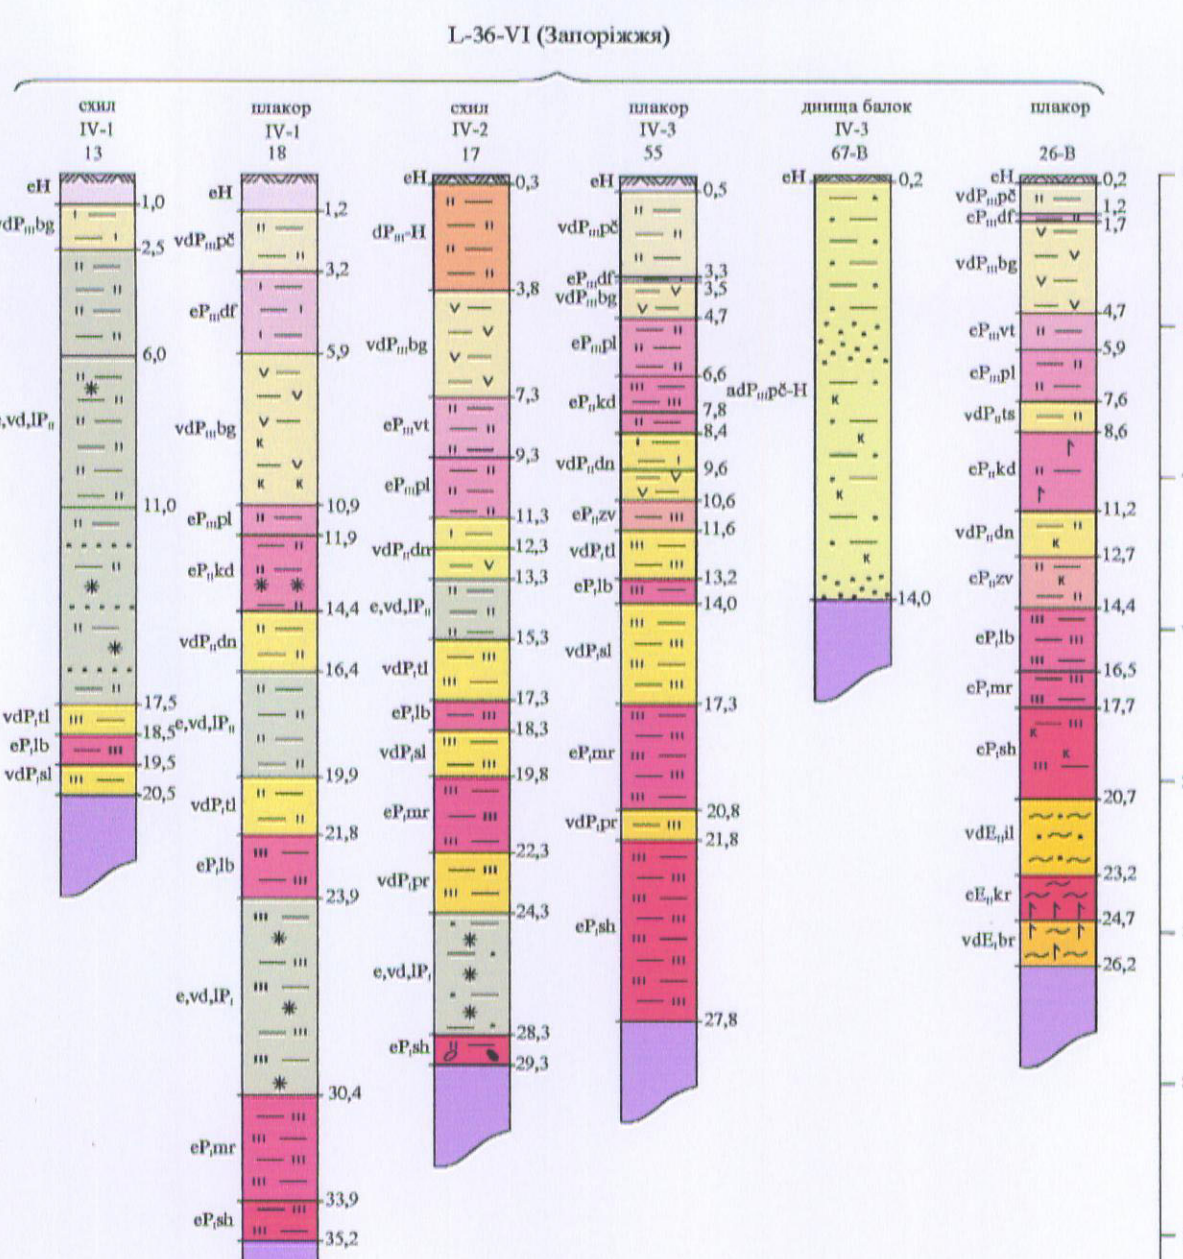 L-36-VI (Запоріжжя)
схил
IV-1
13
плакор
IV-1
18
схил
IV-2
17
плакор
IV-3
55
днища балок
IV-3
67-В
плакор
26-В
eH
1,0
vdPIIIbg
2,5
6,0
e,vd,lPII
11,0
17,5
vdPItl
18,5
ePIlb
19,5
vdPIsl
20,5
eH
1,2
vdPIIIpč
3,2
ePIIIdf
5,9
vdPIIIbg
10,9
ePIIIpl
11,9
ePIIkd
14,4
vdPIIdn
16,4
e,vd,lPII
19,9
vdPItl
21,8
ePIlb
23,9
e,vd,lPI
30,4
ePImr
33,9
ePIsh
35,2
eH
0,3
dPIII-H
3,8
vdPIIIbg
7,3
ePIIIvt
9,3
ePIIIpl
11,3
vdPIIdn
12,3
13,3
e,vd,lPII
15,3
vdPItl
17,3
ePIlb
18,3
vdPIsl
19,8
ePImr
22,3
vdPIpr
24,3
e,vd,lPI
28,3
ePIsh
29,3
eH
0,5
vdPIIIpč
3,3
ePIIIdf
3,5
vdPIIIbg
4,7
ePIIIpl
6,6
ePIIkd
7,8
8,4
vdPIIdn
9,6
10,6
ePIIzv
11,6
vdPItl
13,2
ePIlb
14,0
vdPIsl
17,3
ePImr
20,8
vdPIpr
21,8
ePIsh
27,8
eH
0,2
adPIIIpč-H
14,0
eH
0,2
vdPIIIpč
1,2
ePIIIdf
1,7
vdPIIIbg
4,7
ePIIIvt
5,9
ePIIIpl
7,6
vdPIIts
8,6
ePIIkd
11,2
vdPIIdn
12,7
ePIIzv
14,4
ePIlb
16,5
ePImr
17,7
ePIsh
20,7
vdEIIil
23,2
eEIIkr
24,7
vdEIbr
26,2